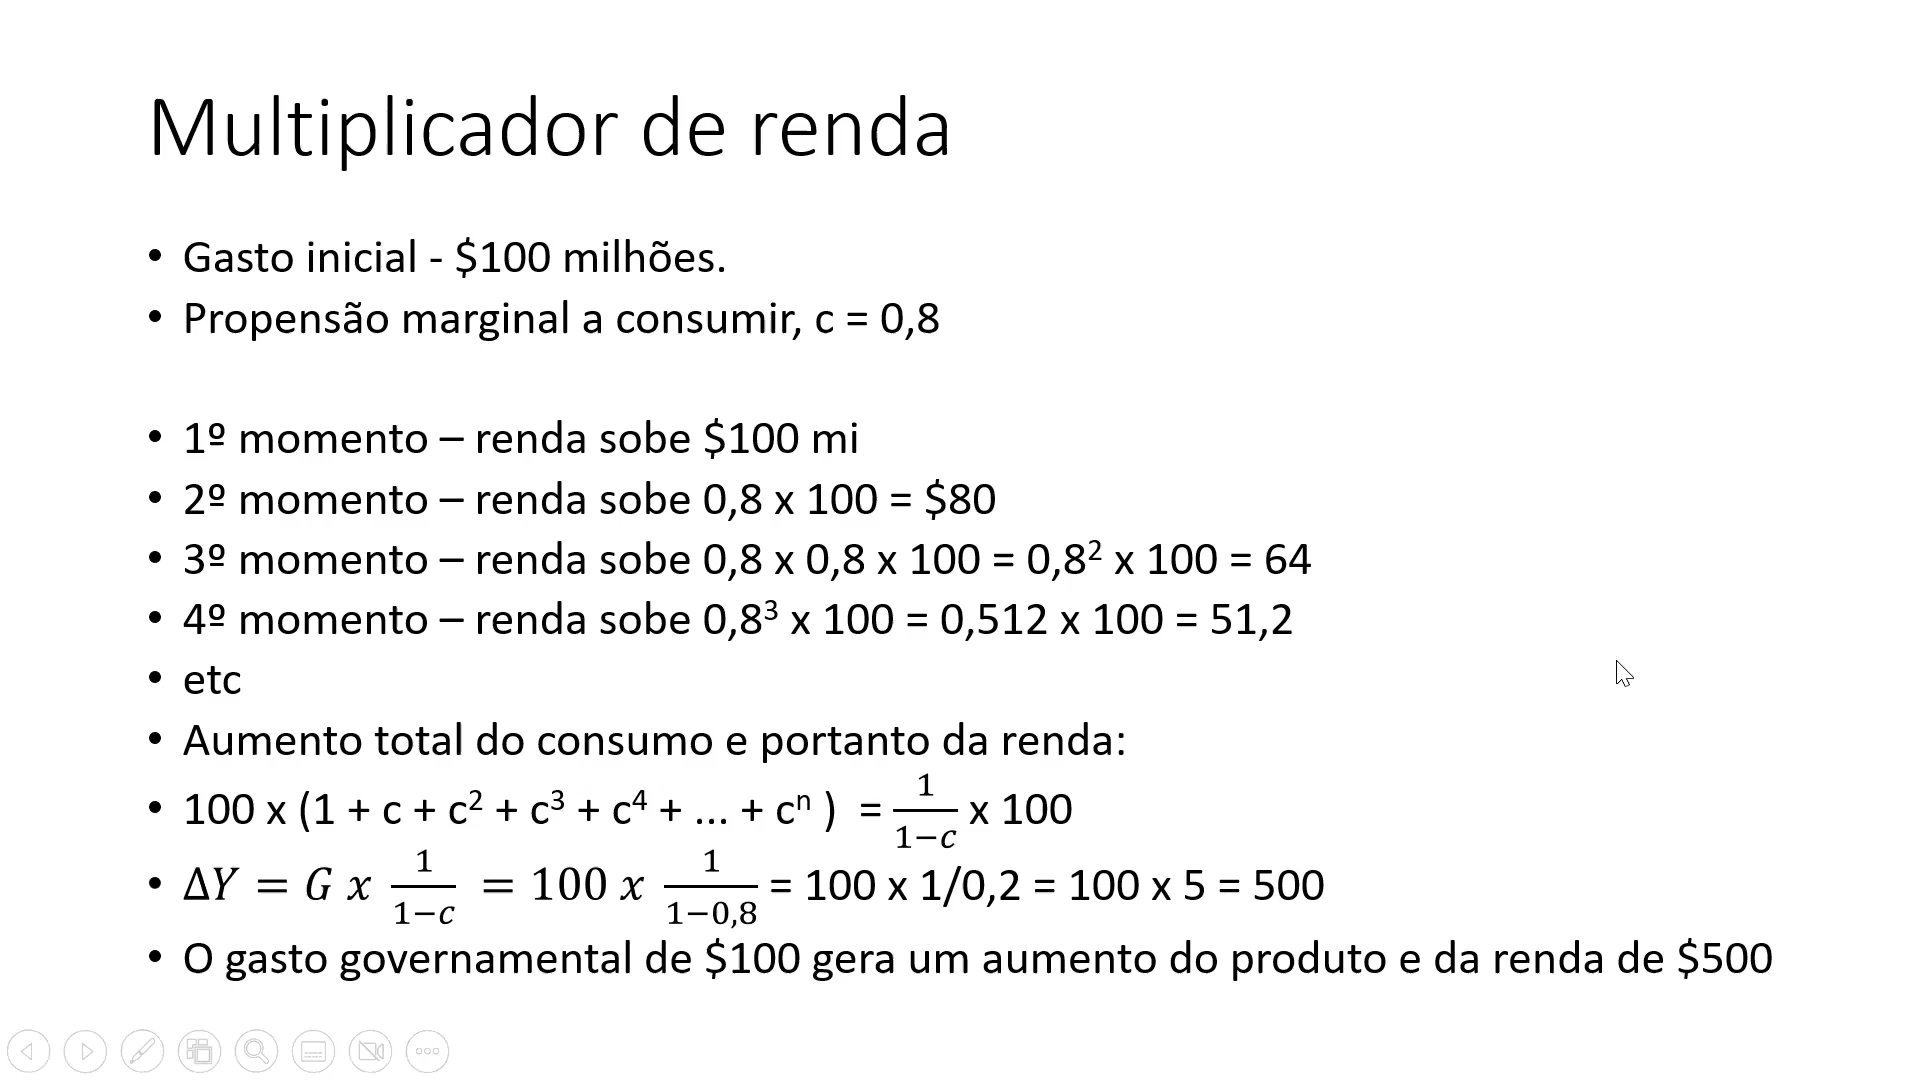 Multiplicador de renda
• Gasto inicial - $100 milhões.
• Propensão marginal a consumir, c = 0,8
• 1º momento – renda sobe $100 mi
• 2º momento – renda sobe 0,8 x 100 = $80
• 3º momento – renda sobe 0,8 x 0,8 x 100 = 0,8² x 100 = 64
• 4º momento – renda sobe 0,8³ x 100 = 0,512 x 100 = 51,2
• etc
• Aumento total do consumo e portanto da renda:
• 100 x (1 + c + c² + c³ + c⁴ + ... + cⁿ ) = 1/(1−c) x 100
• ΔY = G x 1/(1−c) = 100 x 1/(1−0,8) = 100 x 1/0,2 = 100 x 5 = 500
• O gasto governamental de $100 gera um aumento do produto e da renda de $500